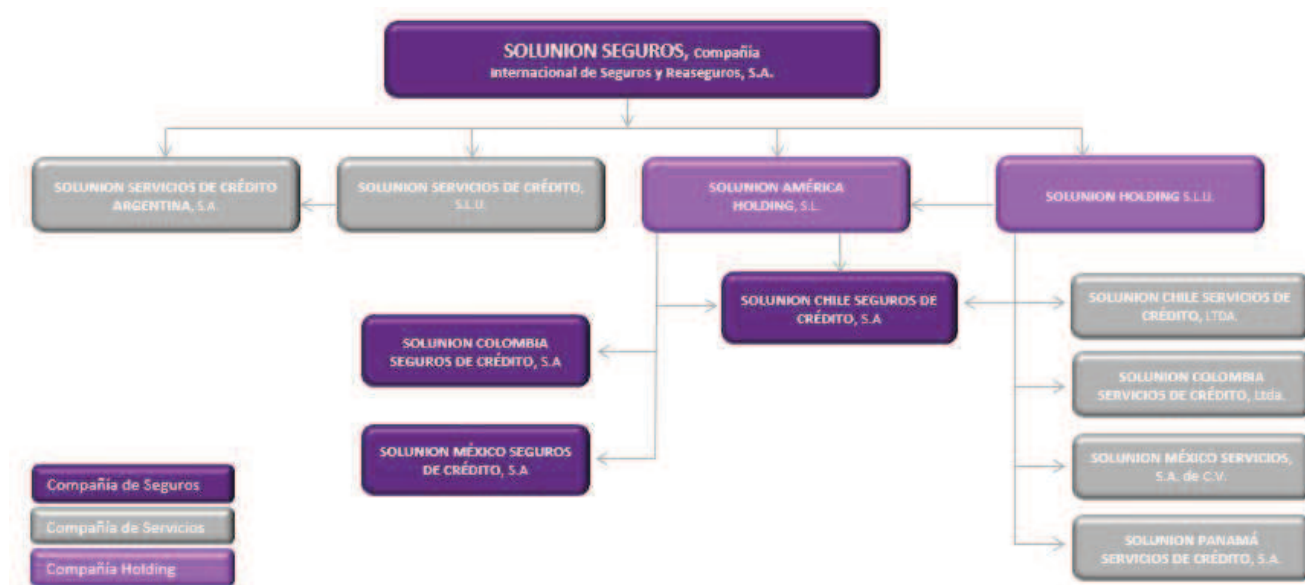 SOLUNION SEGUROS, Compañía
Internacional de Seguros y Reaseguros, S.A.
SOLUNION SERVICIOS DE CRÉDITO
ARGENTINA, S.A.
SOLUNION SERVICIOS DE CRÉDITO,
S.L.U.
SOLUNION AMÉRICA
HOLDING, S.L.
SOLUNION HOLDING S.L.U.
SOLUNION CHILE SEGUROS DE
CRÉDITO, S.A
SOLUNION CHILE SERVICIOS DE
CRÉDITO, LTDA.
SOLUNION COLOMBIA
SEGUROS DE CRÉDITO, S.A
SOLUNION COLOMBIA
SERVICIOS DE CRÉDITO, Ltda.
SOLUNION MÉXICO SEGUROS
DE CRÉDITO, S.A
SOLUNION MÉXICO SERVICIOS,
S.A. de C.V.
SOLUNION PANAMÁ
SERVICIOS DE CRÉDITO, S.A.
Compañía de Seguros
Compañía de Servicios
Compañía Holding